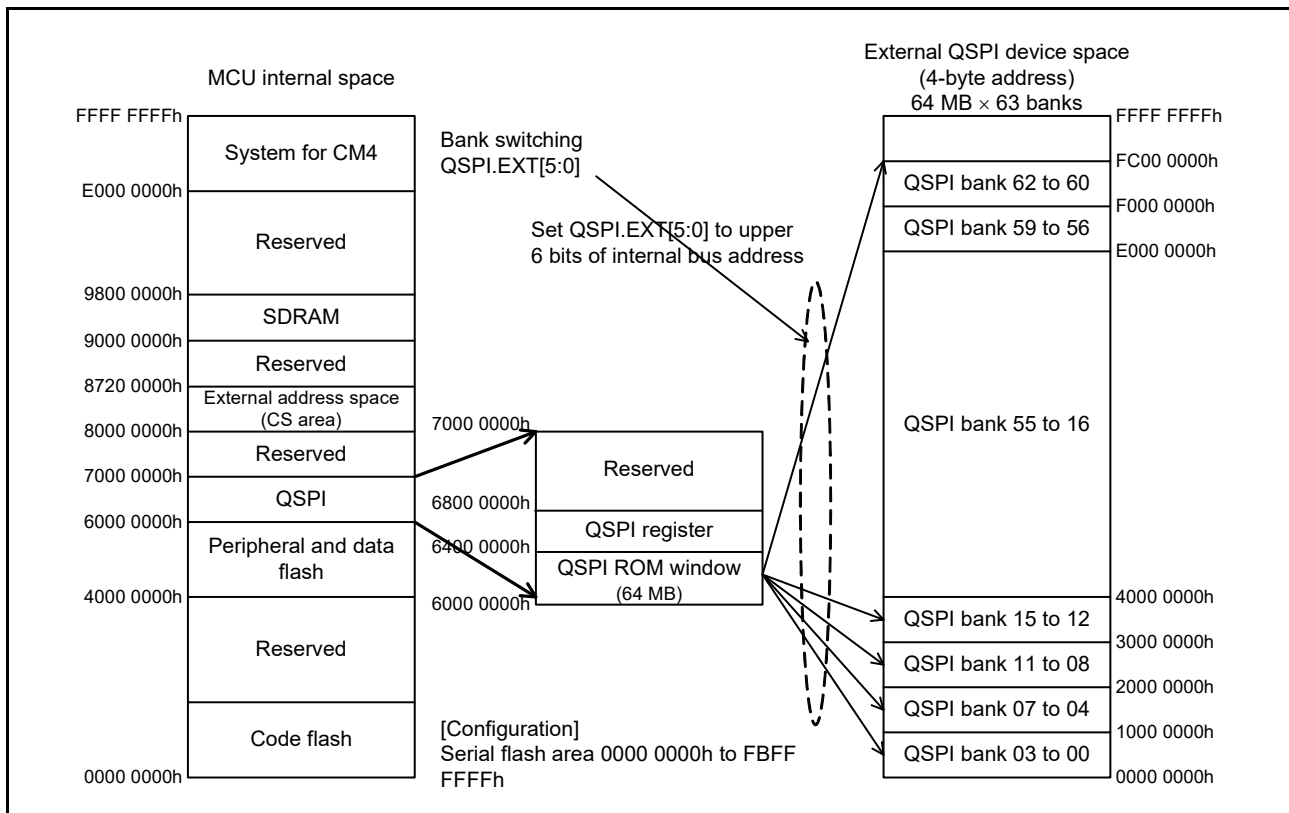 MCU internal space
FFFF FFFFh
System for CM4
E000 0000h
Reserved
9800 0000h
SDRAM
9000 0000h
Reserved
8720 0000h
External address space
(CS area)
8000 0000h
Reserved
7000 0000h
QSPI
6000 0000h
Peripheral and data
flash
4000 0000h
Reserved
Code flash
0000 0000h
Bank switching
QSPI.EXT[5:0]
Set QSPI.EXT[5:0] to upper
6 bits of internal bus address
7000 0000h
Reserved
6800 0000h
QSPI register
6400 0000h
QSPI ROM window
(64 MB)
6000 0000h
[Configuration]
Serial flash area 0000 0000h to FBFF
FFFFh
External QSPI device space
(4-byte address)
64 MB × 63 banks
FFFF FFFFh
FC00 0000h
QSPI bank 62 to 60
F000 0000h
QSPI bank 59 to 56
E000 0000h
QSPI bank 55 to 16
4000 0000h
QSPI bank 15 to 12
3000 0000h
QSPI bank 11 to 08
2000 0000h
QSPI bank 07 to 04
1000 0000h
QSPI bank 03 to 00
0000 0000h